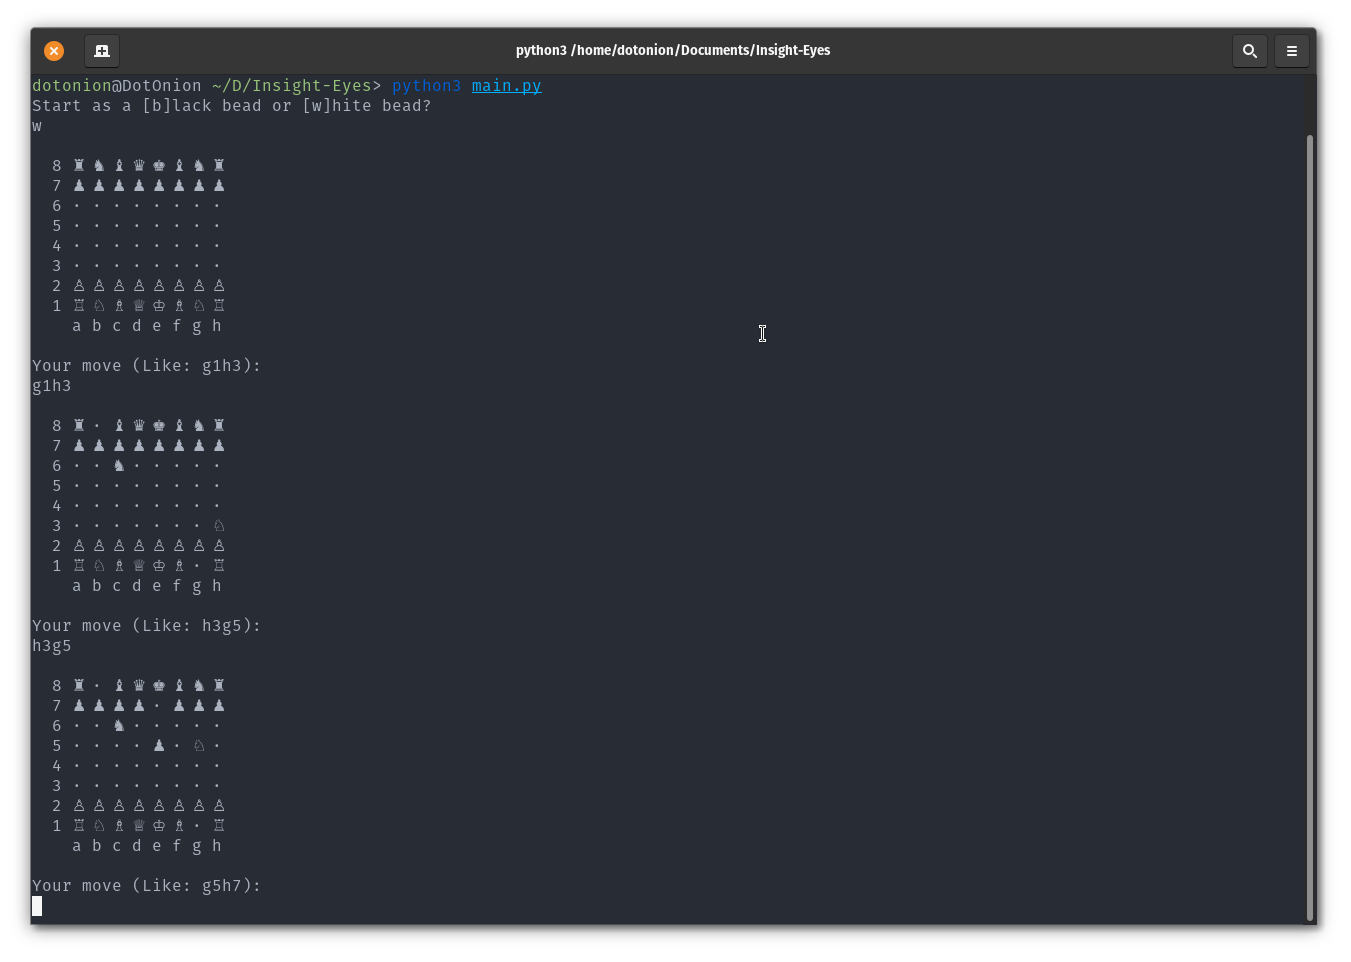 python3 /home/dotonion/Documents/Insight-Eyes
dotonion@DotOnion ~/D/Insight-Eyes> python3 main.py
Start as a [b]lack bead or [w]hite bead?
w
8 ♜ ♞ ♝ ♛ ♚ ♝ ♞ ♜
7 ♟ ♟ ♟ ♟ ♟ ♟ ♟ ♟
6 · · · · · · · ·
5 · · · · · · · ·
4 · · · · · · · ·
3 · · · · · · · ·
2 ♙ ♙ ♙ ♙ ♙ ♙ ♙ ♙
1 ♖ ♘ ♗ ♕ ♔ ♗ ♘ ♖
a b c d e f g h
Your move (Like: g1h3):
g1h3
8 ♜ · ♝ ♛ ♚ ♝ ♞ ♜
7 ♟ ♟ ♟ ♟ ♟ ♟ ♟ ♟
6 · · ♞ · · · · ·
5 · · · · · · · ·
4 · · · · · · · ·
3 · · · · · · · ♘
2 ♙ ♙ ♙ ♙ ♙ ♙ ♙ ♙
1 ♖ ♘ ♗ ♕ ♔ ♗ · ♖
a b c d e f g h
Your move (Like: h3g5):
h3g5
8 ♜ · ♝ ♛ ♚ ♝ ♞ ♜
7 ♟ ♟ ♟ ♟ · ♟ ♟ ♟
6 · · ♞ · · · · ·
5 · · · · ♟ · ♘ ·
4 · · · · · · · ·
3 · · · · · · · ·
2 ♙ ♙ ♙ ♙ ♙ ♙ ♙ ♙
1 ♖ ♘ ♗ ♕ ♔ ♗ · ♖
a b c d e f g h
Your move (Like: g5h7):